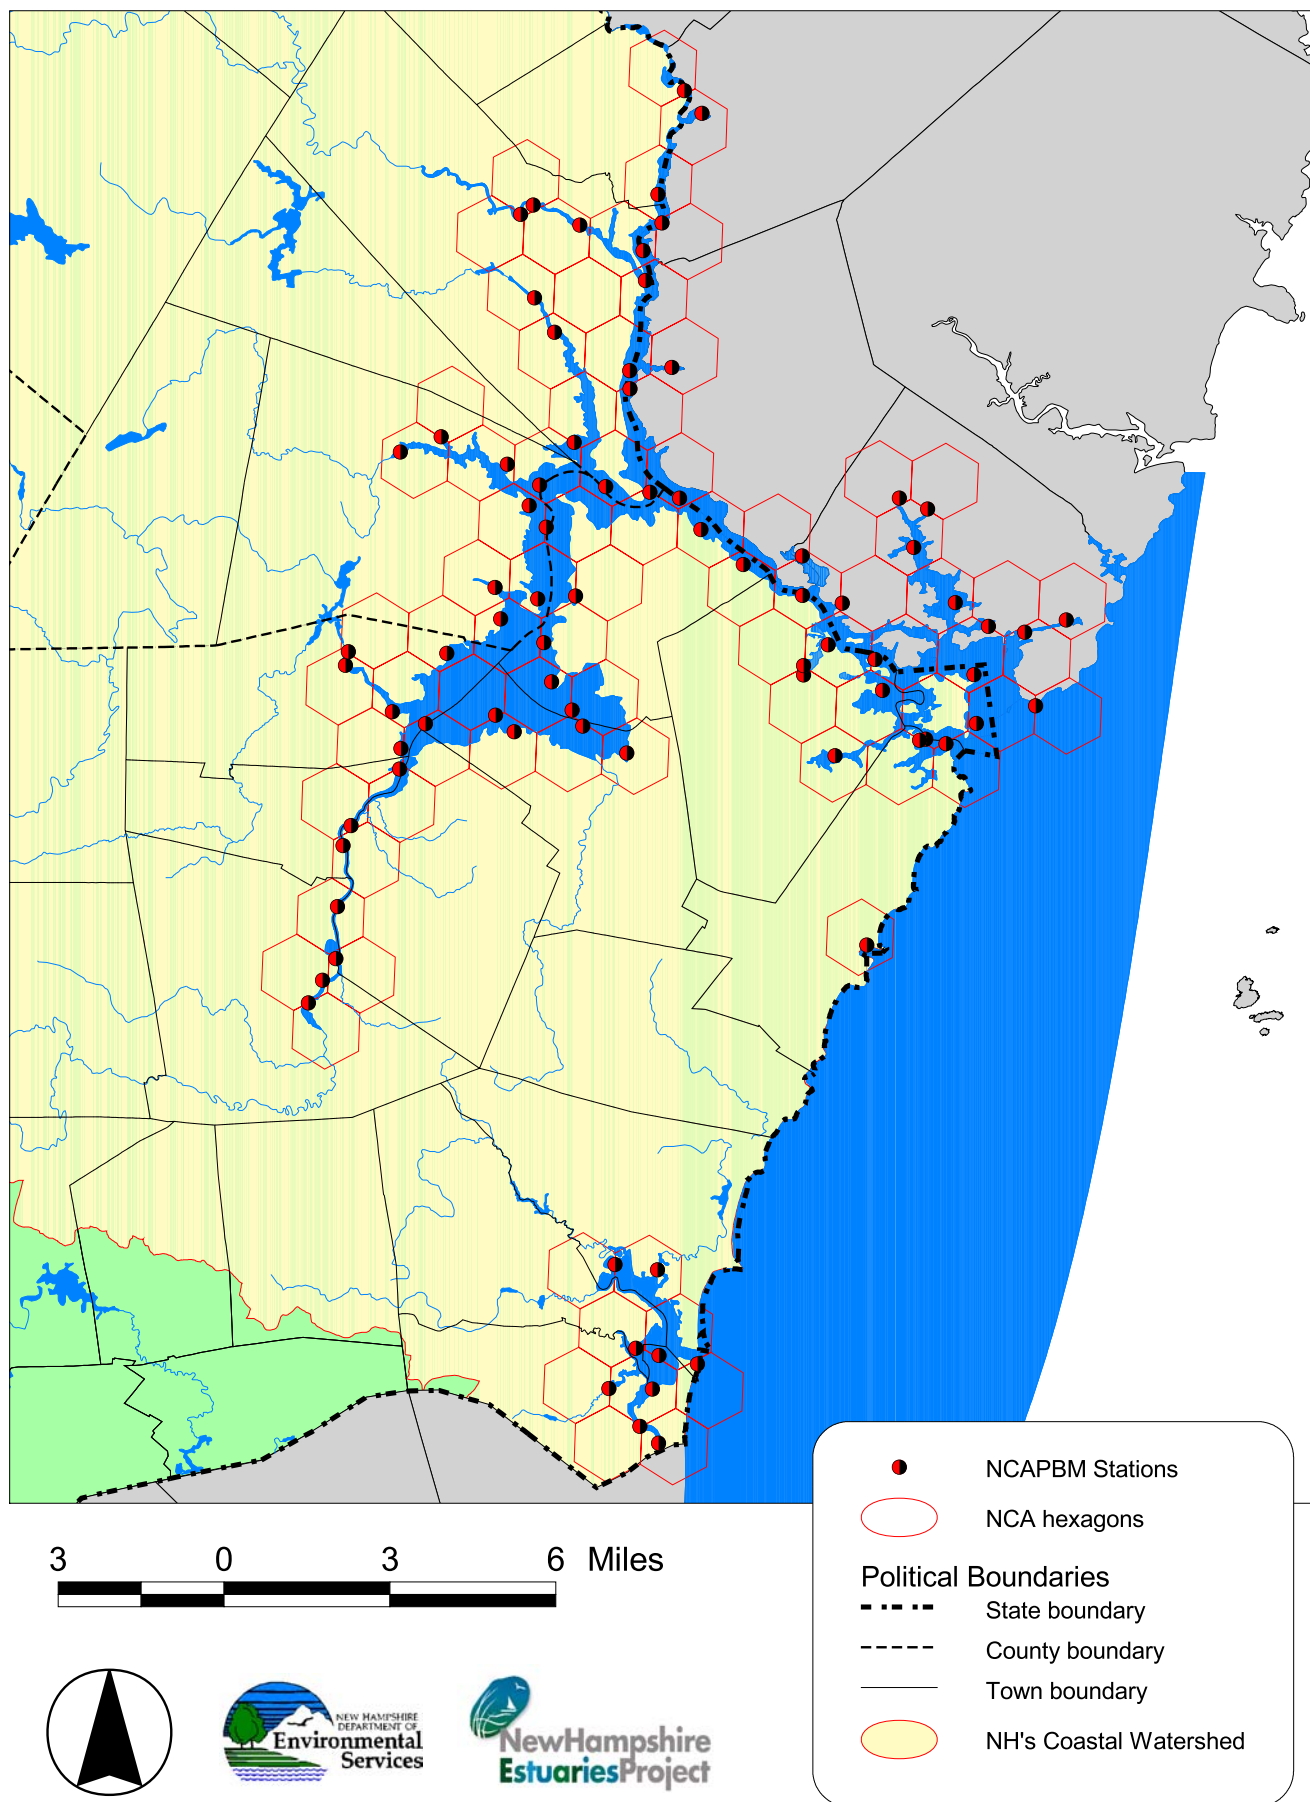 3 0 3 6 Miles
NCAPBM Stations
NCA hexagons
Political Boundaries
State boundary
County boundary
Town boundary
NH's Coastal Watershed
NEW HAMPSHIRE
DEPARTMENT OF
Environmental
Services
NewHampshire
EstuariesProject